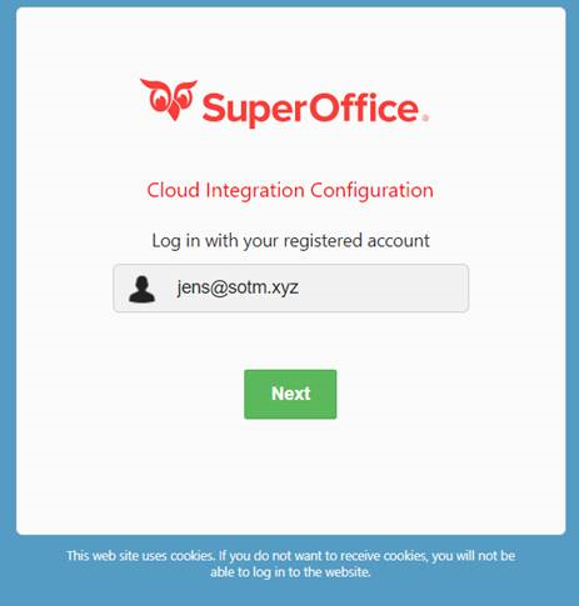 SuperOffice®
Cloud Integration Configuration
Log in with your registered account
jens@sotm.xyz
Next
This web site uses cookies. If you do not want to receive cookies, you will not be
able to log in to the website.